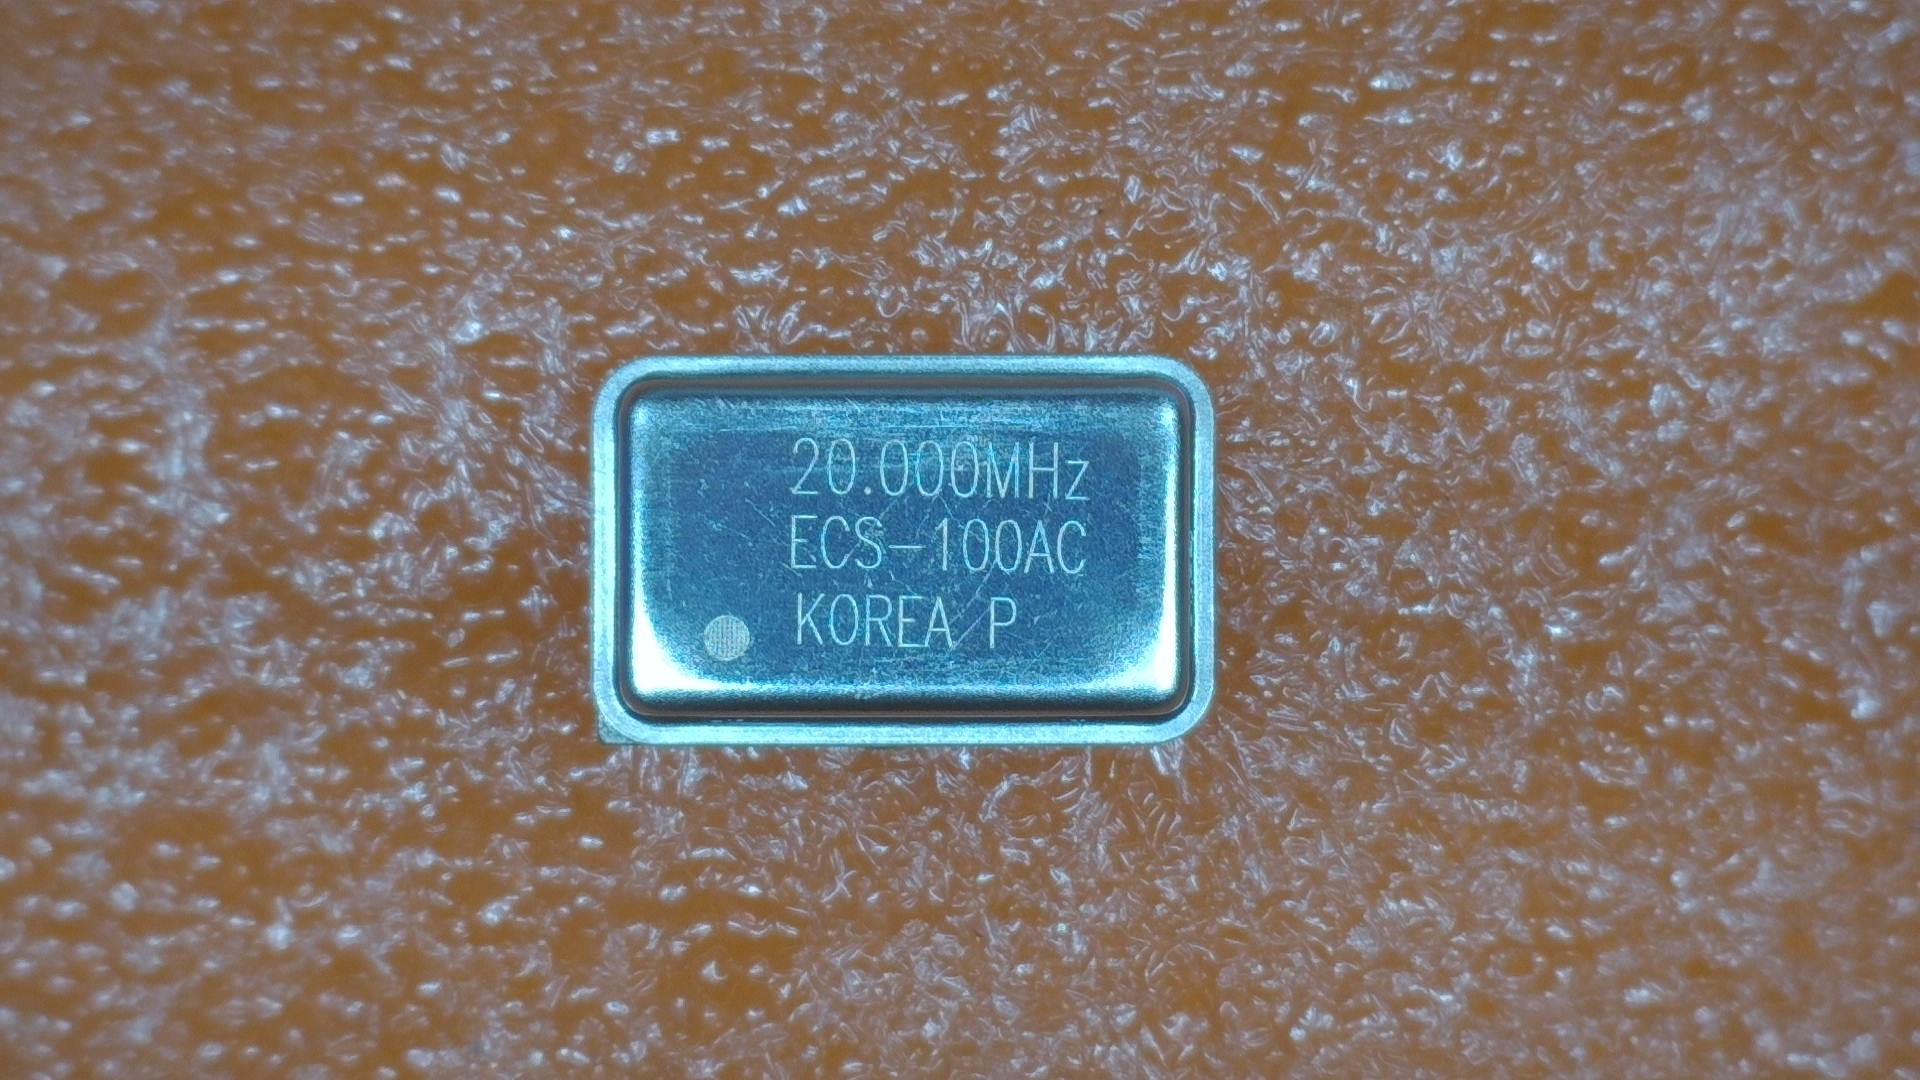 20.000MHz
ECS-100AC
KOREA P